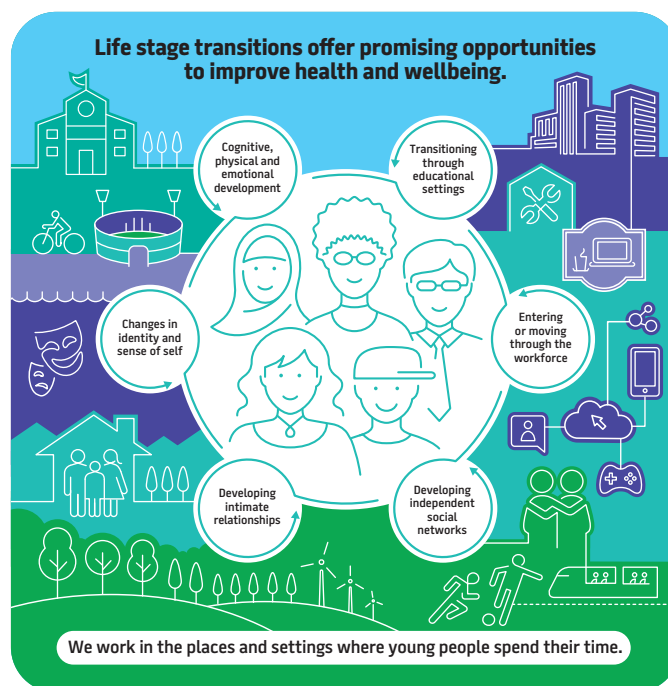 Life stage transitions offer promising opportunities
to improve health and wellbeing.
Cognitive,
physical and
emotional
development
Transitioning
through
educational
settings
Changes in
identity and
sense of self
Entering
or moving
through the
workforce
Developing
intimate
relationships
Developing
independent
social
networks
We work in the places and settings where young people spend their time.